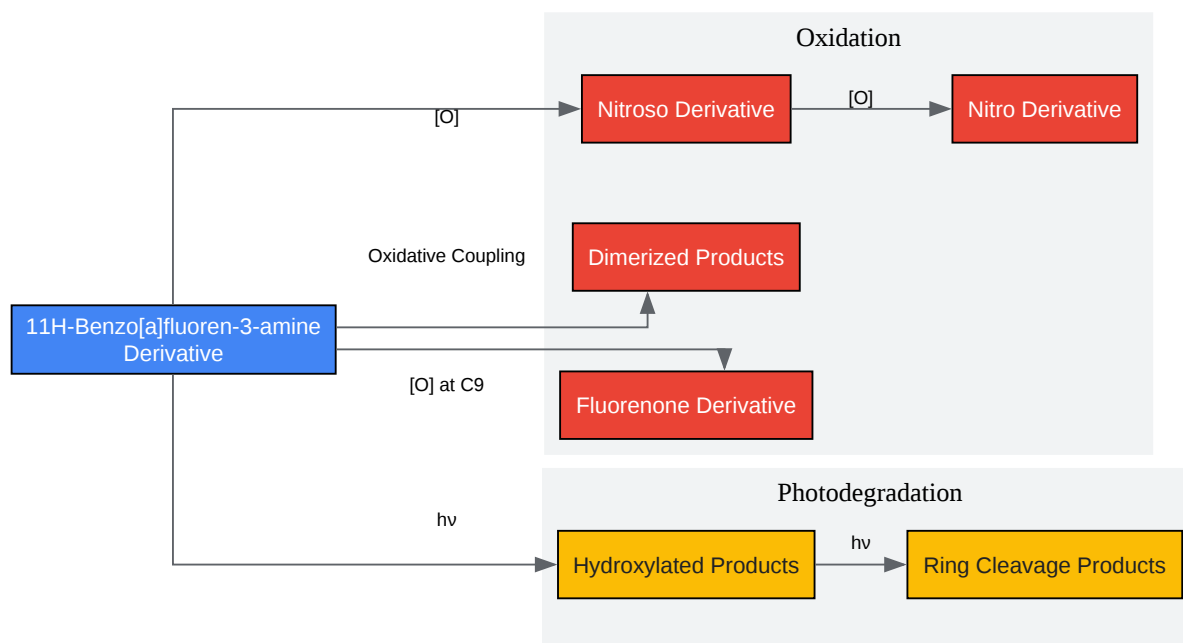 Oxidation
Nitroso Derivative
[O]
Nitro Derivative
[O]
Oxidative Coupling
Dimerized Products
11H-Benzo[a]fluoren-3-amine
Derivative
[O] at C9
Fluorenone Derivative
Photodegradation
hν
Hydroxylated Products
hν
Ring Cleavage Products